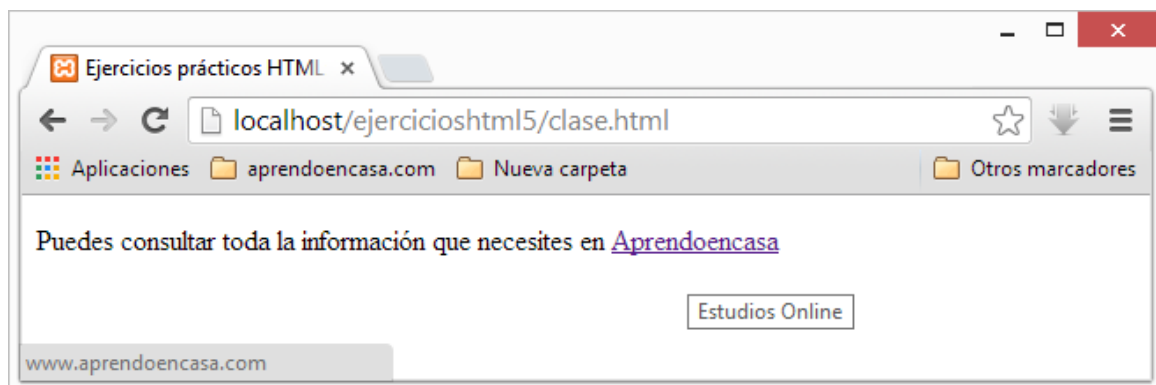 Ejercicios prácticos HTML
localhost/ejercicioshtml5/clase.html
Aplicaciones aprendoencasa.com Nueva carpeta Otros marcadores
Puedes consultar toda la información que necesites en Aprendoencasa
Estudios Online
www.aprendoencasa.com